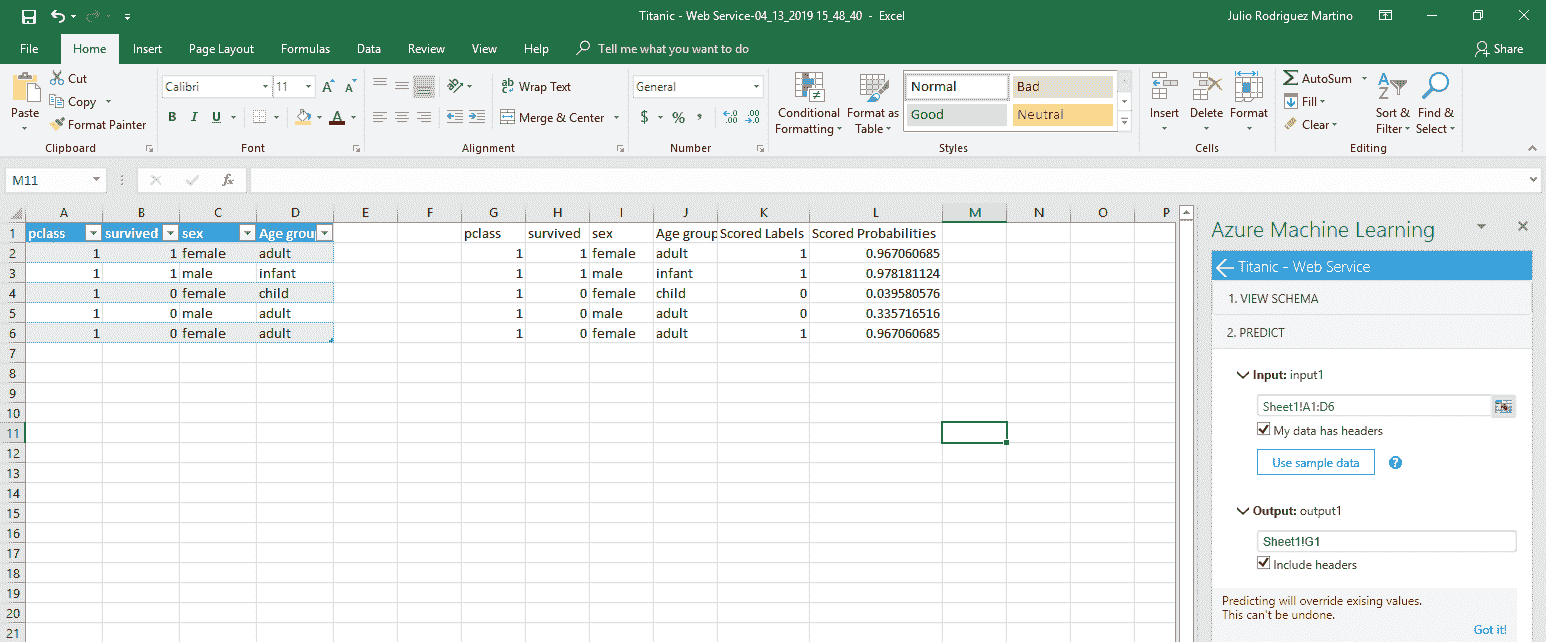 Titanic - Web Service-04_13_2019 15_48_40 - Excel Julio Rodriguez Martino
File Home Insert Page Layout Formulas Data Review View Help Tell me what you want to do Share
Paste
Cut
Copy
Format Painter
Clipboard
Calibri 11
B I U A
Font
Wrap Text
Merge & Center
Alignment
General
$ % ,
Number
Conditional Formatting
Format as Table
Normal Bad
Good Neutral
Styles
Insert Delete Format
Cells
AutoSum
Fill
Clear
Sort & Filter
Find & Select
Editing
M11 fx
A B C D E F G H I J K L M N O P
1 pclass survived sex Age grou pclass survived sex Age group Scored Labels Scored Probabilities
2 1 1 female adult 1 1 female adult 1 0.967060685
3 1 1 male infant 1 1 male infant 1 0.978181124
4 1 0 female child 1 0 female child 0 0.039580576
5 1 0 male adult 1 0 male adult 0 0.335716516
6 1 0 female adult 1 0 female adult 1 0.967060685
7
8
9
10
11
12
13
14
15
16
17
18
19
20
21
Azure Machine Learning
Titanic - Web Service
1. VIEW SCHEMA
2. PREDICT
Input: input1
Sheet1!A1:D6
My data has headers
Use sample data ?
Output: output1
Sheet1!G1
Include headers
Predicting will override exising values.
This can't be undone.
Got it!